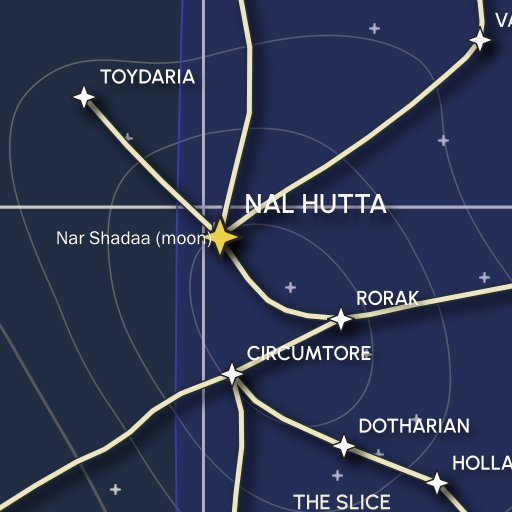 TOYDARIA
NAL HUTTA
Nar Shadaa (moon)
RORAK
CIRCUMTORE
DOTHARIAN
THE SLICE